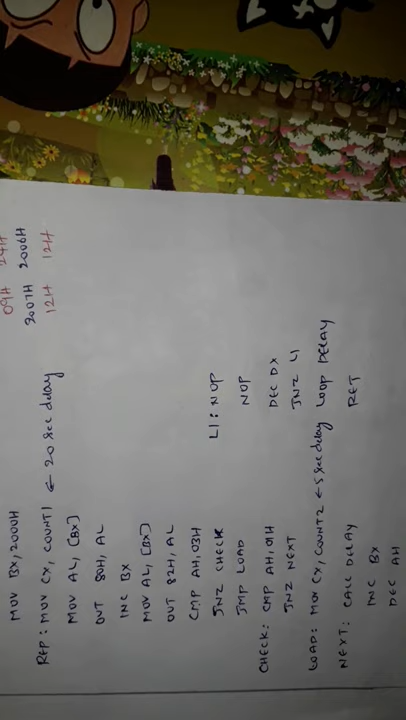 09H 24H
MOV BX,2000H 2007H 2006H
REP: MOV CX, COUNT1 ← 20 sec delay 12H 12H
MOV AL, [BX]
OUT 80H, AL
INC BX
MOV AL, [BX]
OUT 82H, AL
CMP AH, 03H
JNZ CHECK
JMP LOAD
CHECK: CMP AH, 01H
JNZ NEXT
LOAD: MOV CX, COUNT2 ← 5 sec delay
NEXT: CALL DELAY
INC BX
DEC AH
L1: NOP
NOP
DEC DX
JNZ L1
LOOP DELAY
RET